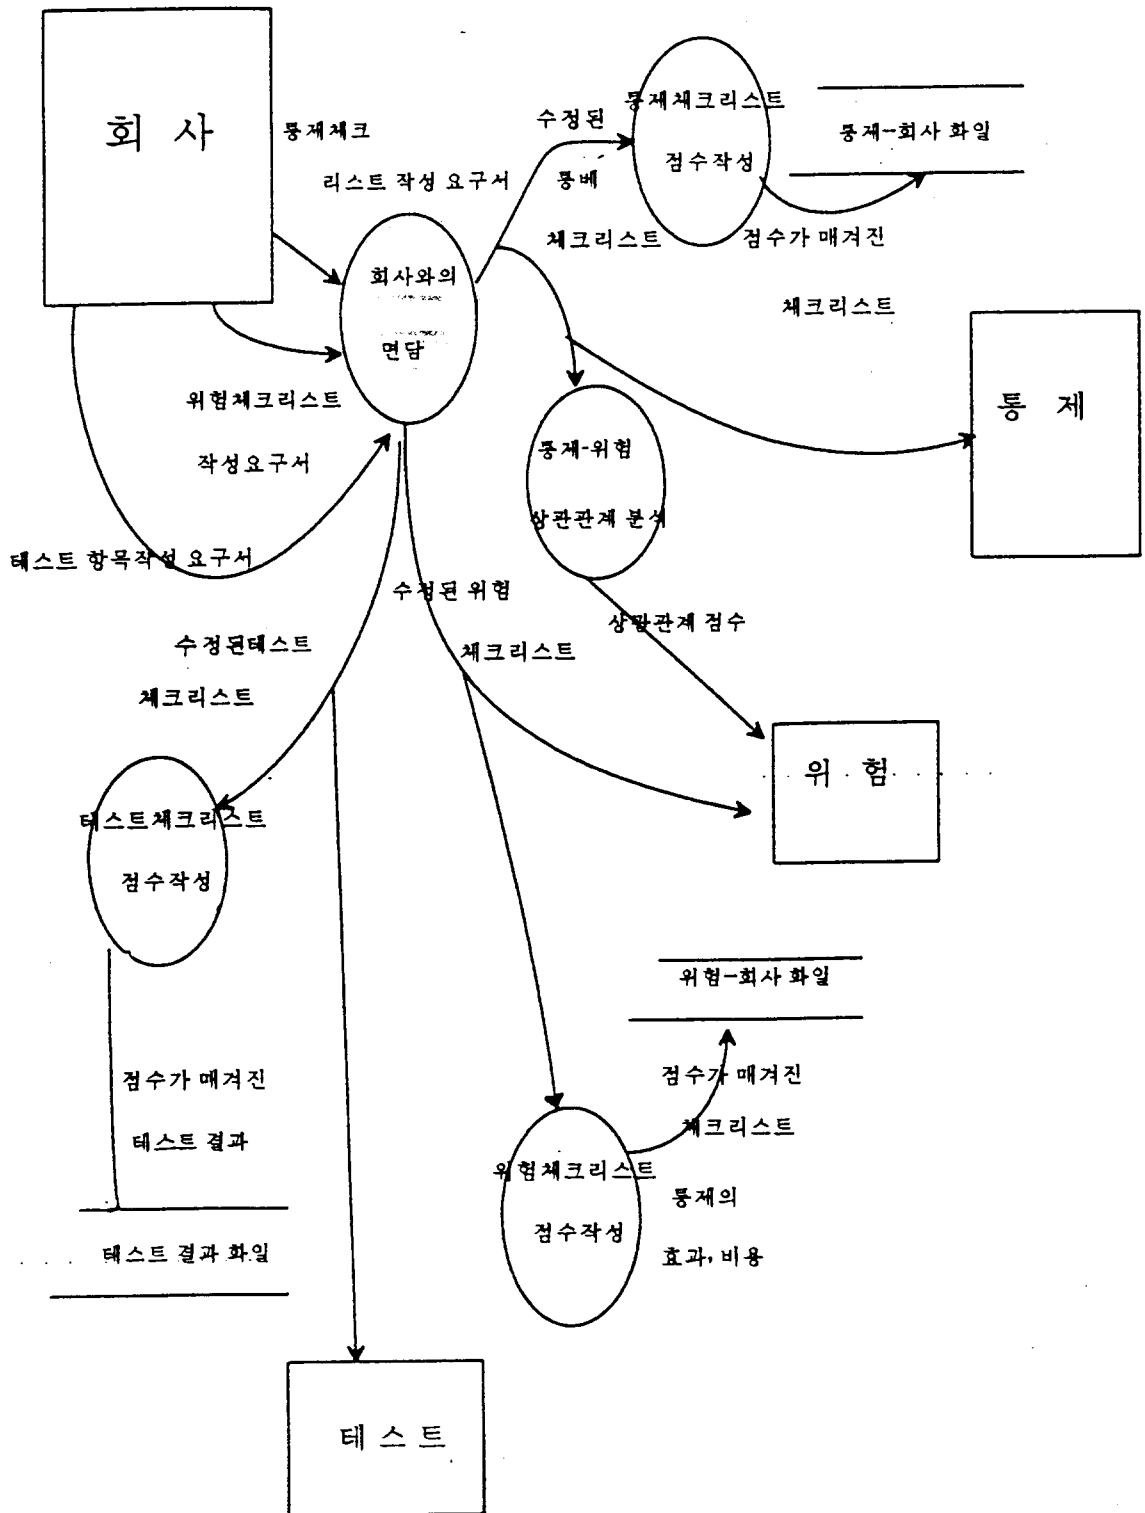 회 사
통제체크
리스트 작성 요구서
수정된
통베
체크리스트
통제체크리스트
점수작성
통제-회사 화일
점수가 매겨진
체크리스트
회사와의
면담
위험체크리스트
작성요구서
테스트 항목작성 요구서
통제-위험
상관관계 분석
통 제
수정된 위험
체크리스트
상관관계 점수
수정된테스트
체크리스트
위 험
테스트체크리스트
점수작성
위험-회사 화일
점수가 매겨진
체크리스트
점수가 매겨진
테스트 결과
위험체크리스트
점수작성
통제의
효과, 비용
테스트 결과 화일
테 스 트